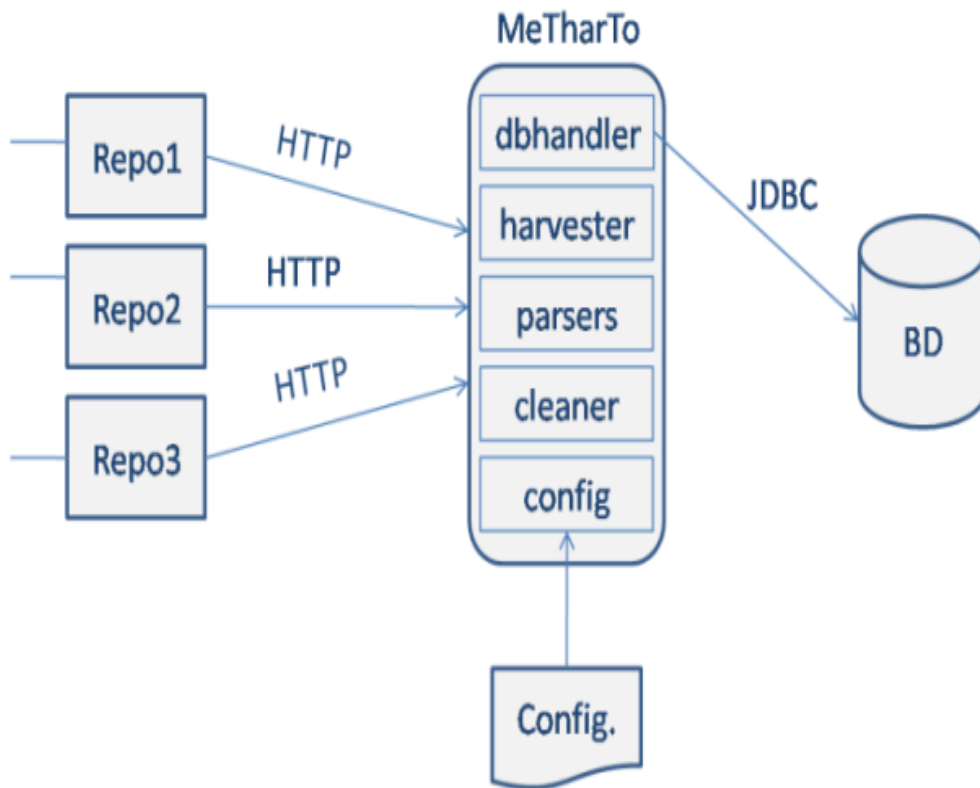 MeTharTo
Repo1
HTTP
dbhandler
harvester
JDBC
Repo2
HTTP
parsers
BD
Repo3
HTTP
cleaner
config
Config.